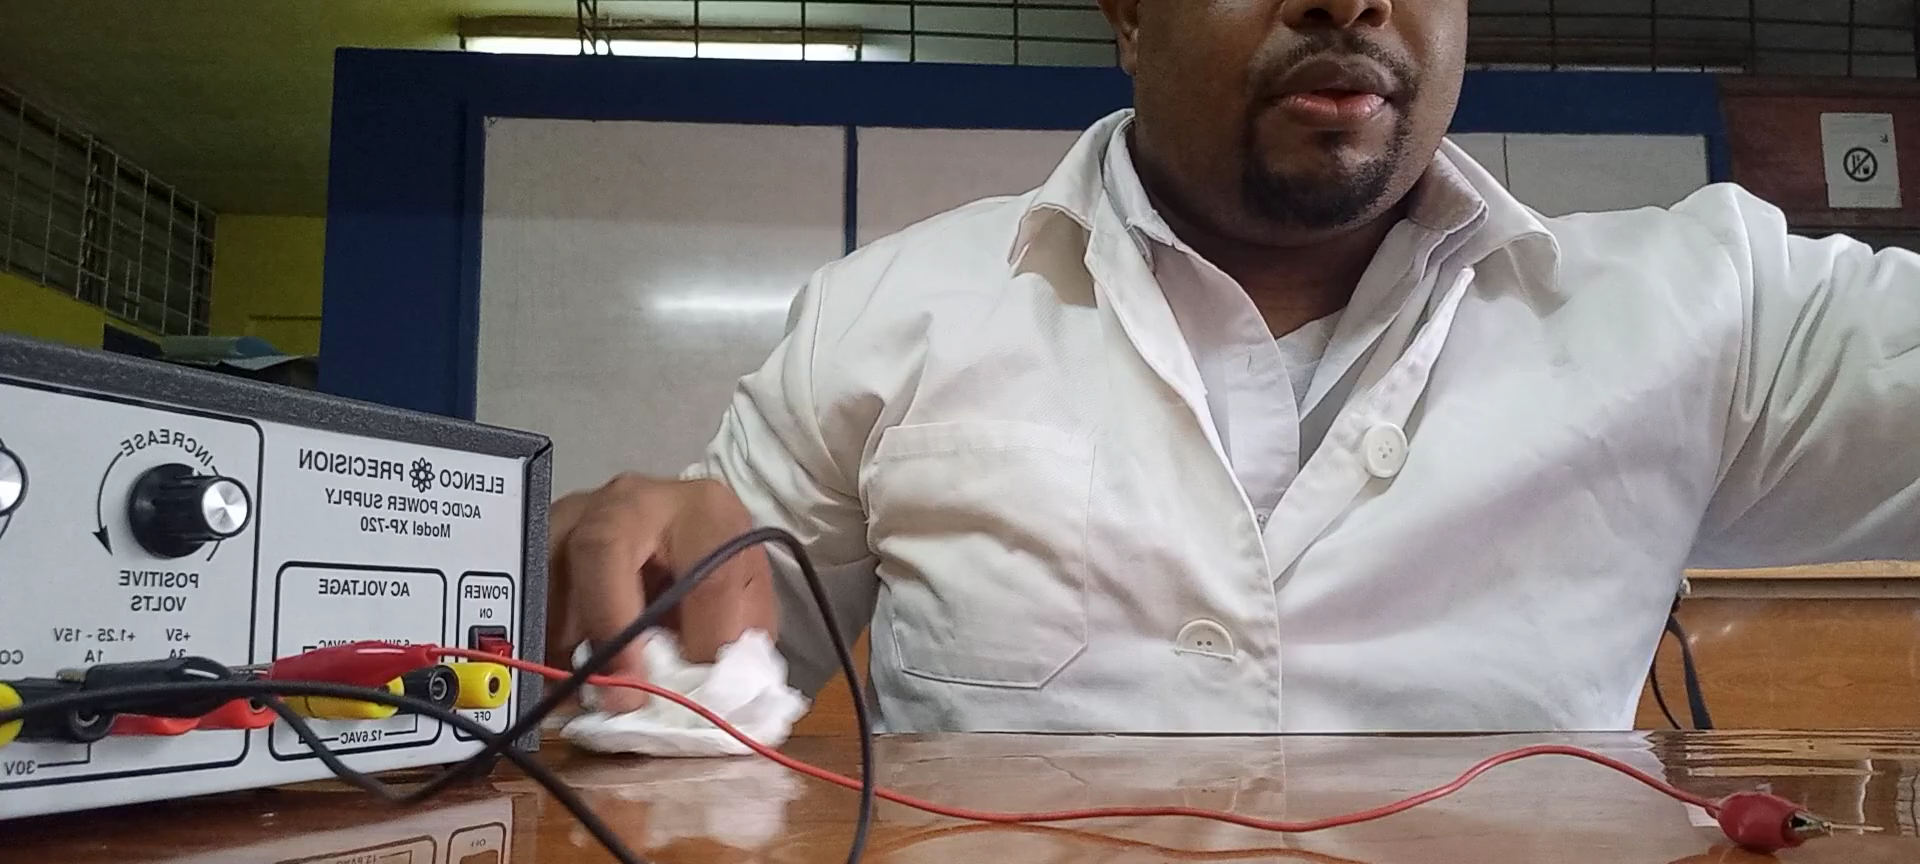 ELENCO PRECISION
AC/DC POWER SUPPLY
Model XP-720
POWER
ON
OFF
AC VOLTAGE
12.6VAC
INCREASE
POSITIVE
VOLTS
+5V
3A
+1.25 - 15V
1A
30V